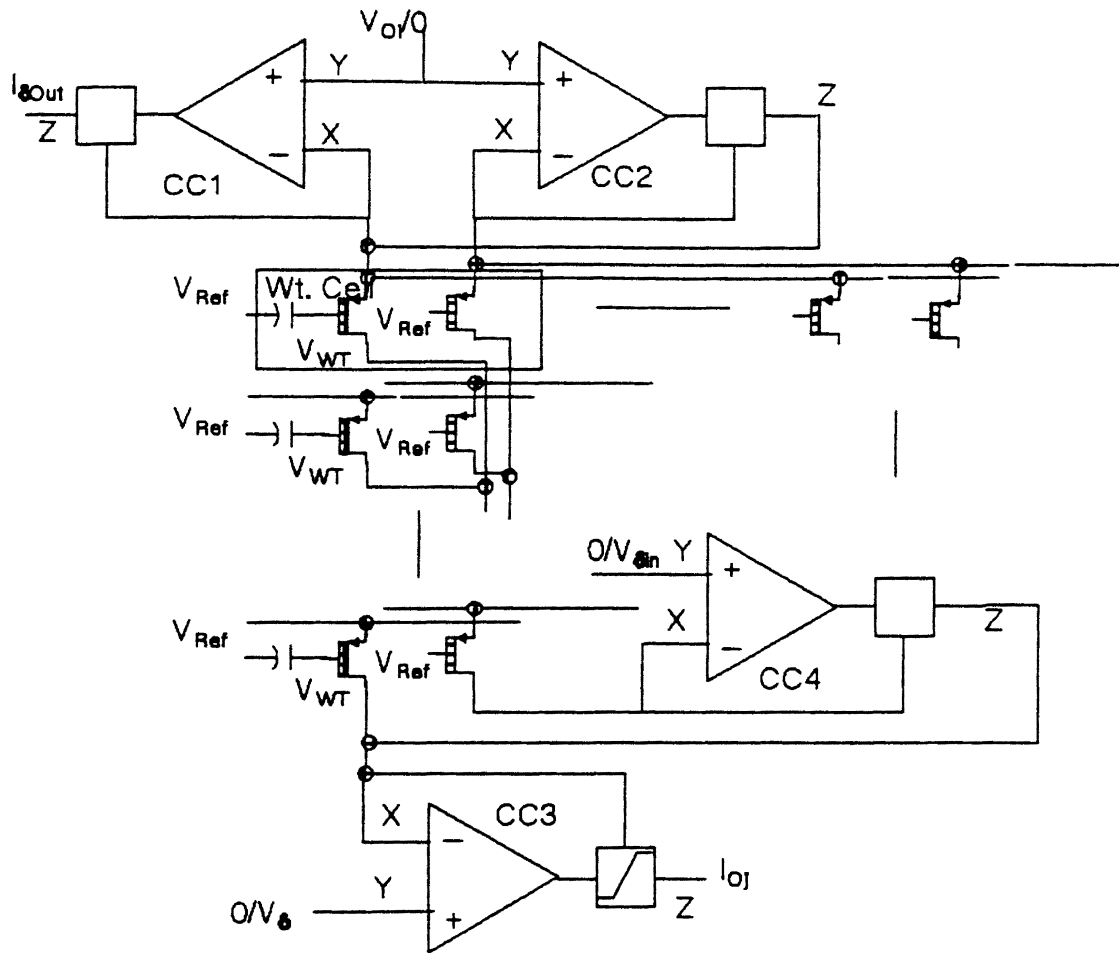 V_OI/0
I_δOut
Y
Y
Z
Z
+
+
X
X
−
−
CC1
CC2
V_Ref
Wt. Ce
V_Ref
V_WT
V_Ref
V_Ref
V_WT
0/V_δin
Y
+
X
−
Z
CC4
V_Ref
V_Ref
V_WT
X
CC3
−
Y
+
0/V_δ
I_OJ
Z